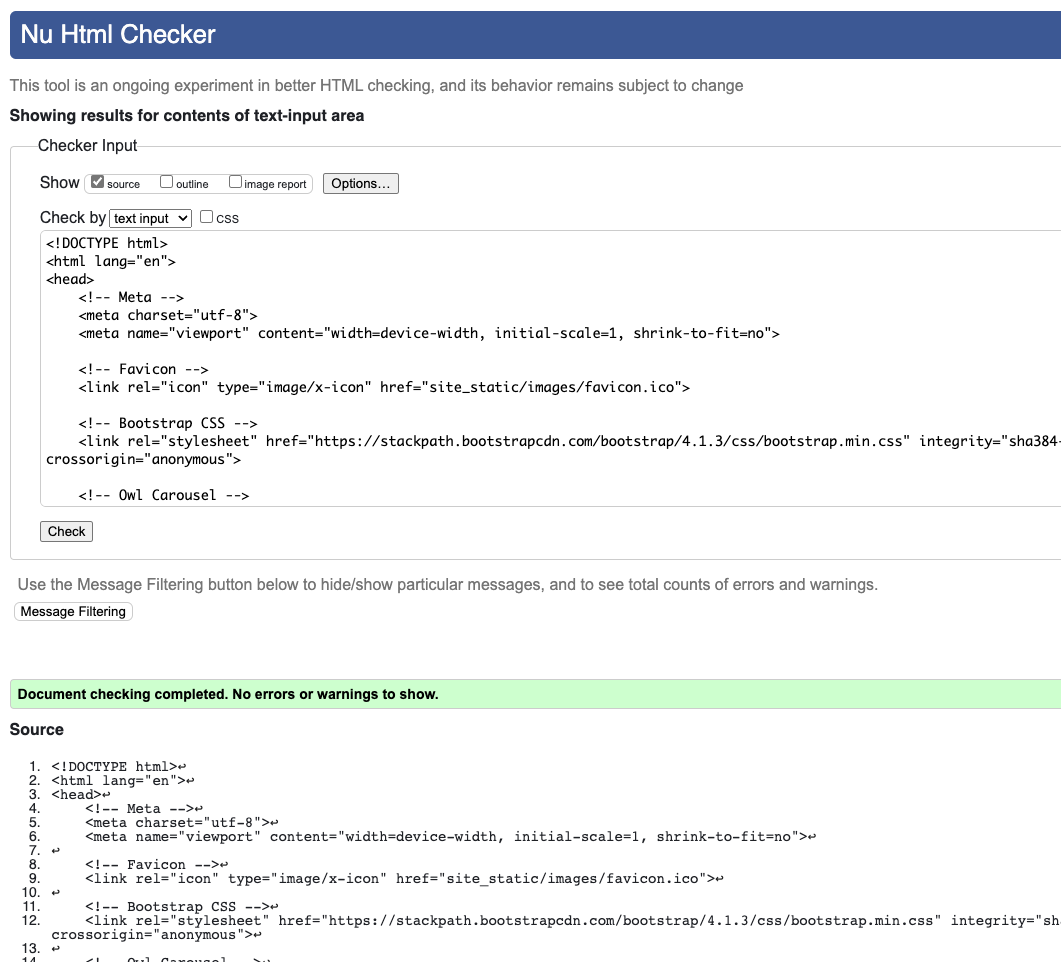 Nu Html Checker
This tool is an ongoing experiment in better HTML checking, and its behavior remains subject to change
Showing results for contents of text-input area
Checker Input
Show source outline image report Options...
Check by text input CSS
<!DOCTYPE html>
<html lang="en">
<head>
    <!-- Meta -->
    <meta charset="utf-8">
    <meta name="viewport" content="width=device-width, initial-scale=1, shrink-to-fit=no">
    <!-- Favicon -->
    <link rel="icon" type="image/x-icon" href="site_static/images/favicon.ico">
    <!-- Bootstrap CSS -->
    <link rel="stylesheet" href="https://stackpath.bootstrapcdn.com/bootstrap/4.1.3/css/bootstrap.min.css" integrity="sha384-
crossorigin="anonymous">
    <!-- Owl Carousel -->
Check
Use the Message Filtering button below to hide/show particular messages, and to see total counts of errors and warnings.
Message Filtering
Document checking completed. No errors or warnings to show.
Source
1. <!DOCTYPE html>↩
2. <html lang="en">↩
3. <head>↩
4.     <!-- Meta -->↩
5.     <meta charset="utf-8">↩
6.     <meta name="viewport" content="width=device-width, initial-scale=1, shrink-to-fit=no">↩
7. ↩
8.     <!-- Favicon -->↩
9.     <link rel="icon" type="image/x-icon" href="site_static/images/favicon.ico">↩
10. ↩
11.     <!-- Bootstrap CSS -->↩
12.     <link rel="stylesheet" href="https://stackpath.bootstrapcdn.com/bootstrap/4.1.3/css/bootstrap.min.css" integrity="sh
crossorigin="anonymous">↩
13. ↩
14.     <!-- Owl Carousel -->↩